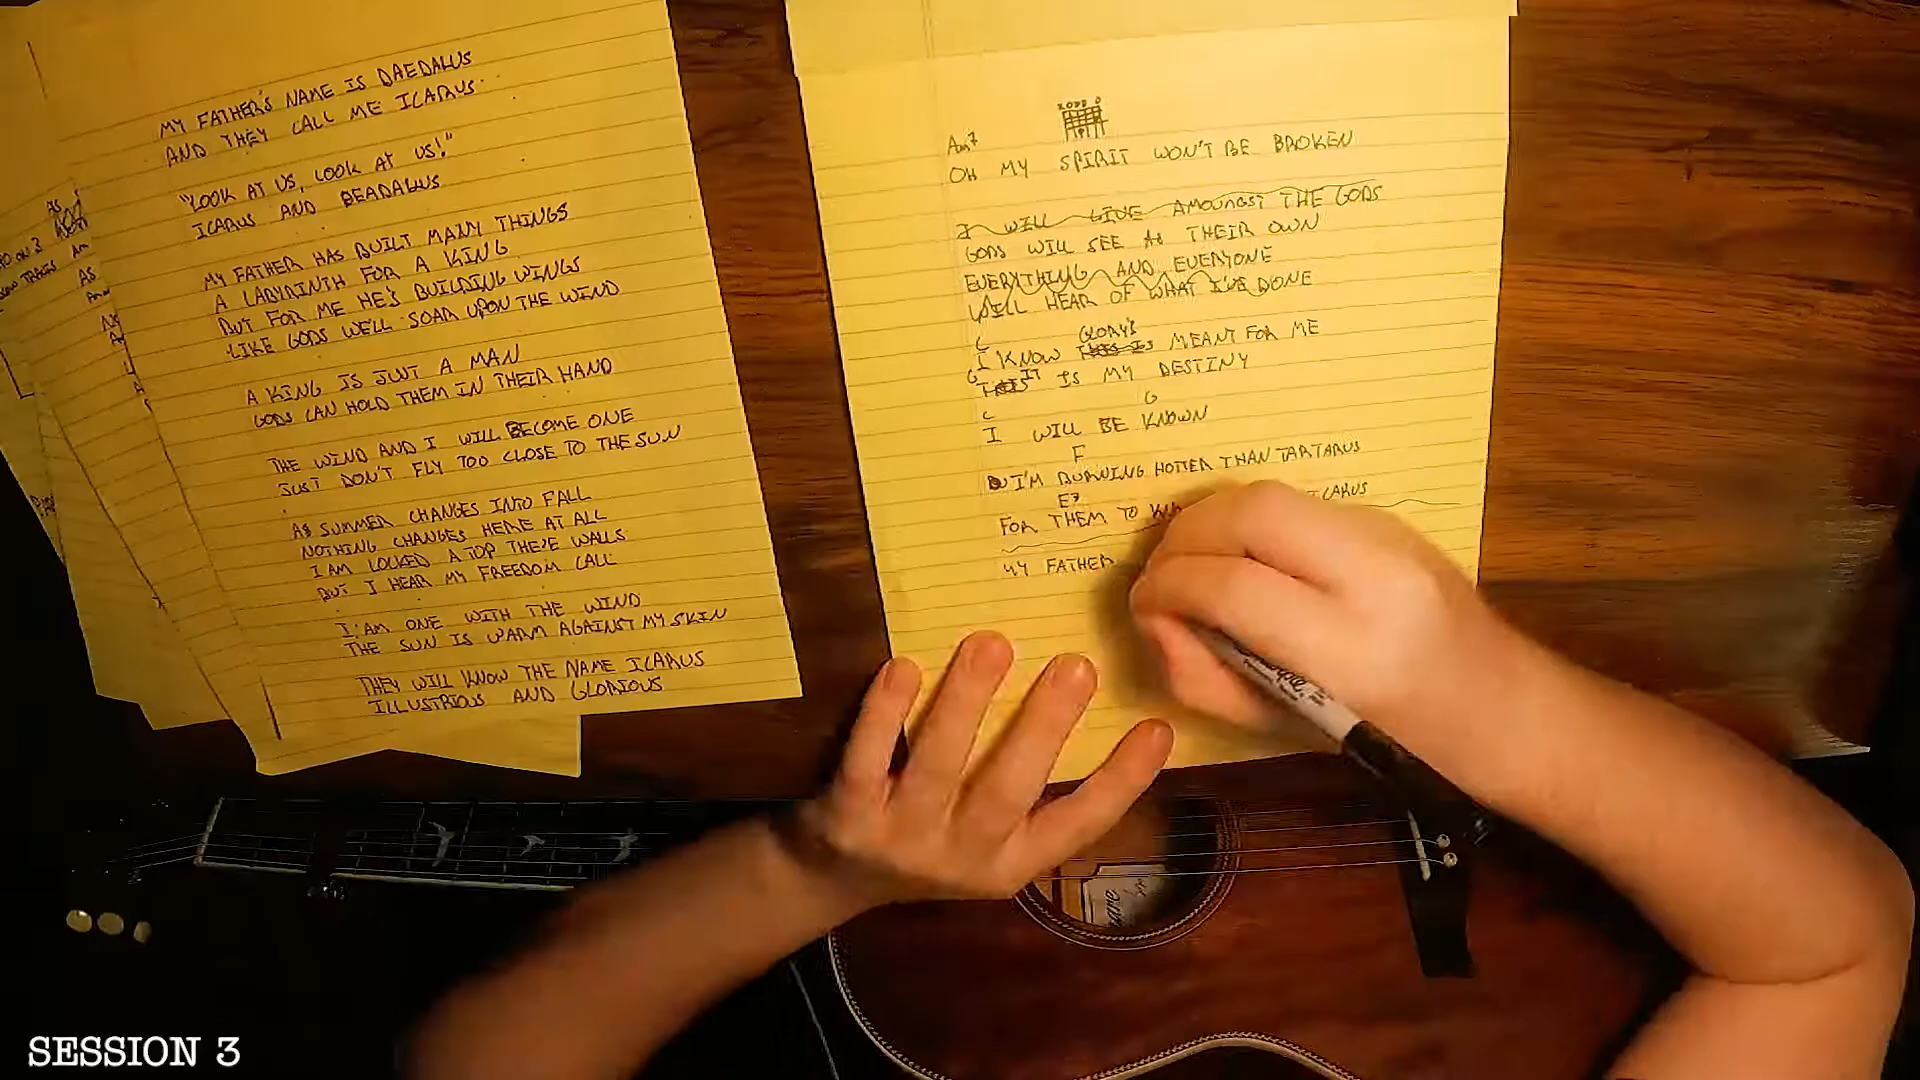 MY FATHER'S NAME IS DAEDALUS
AND THEY CALL ME ICARUS.
"LOOK AT US, LOOK AT US!"
ICARUS AND DEADALUS
MY FATHER HAS BUILT MANY THINGS
A LABYRINTH FOR A KING
BUT FOR ME HE'S BUILDING WINGS
LIKE GODS WE'LL SOAR UPON THE WIND
A KING IS JUST A MAN
GODS CAN HOLD THEM IN THEIR HAND
THE WIND AND I WILL BECOME ONE
JUST DON'T FLY TOO CLOSE TO THE SUN
AS SUMMER CHANGES INTO FALL
NOTHING CHANGES HERE AT ALL
I AM LOCKED ATOP THESE WALLS
BUT I HEAR MY FREEDOM CALL
I AM ONE WITH THE WIND
THE SUN IS WARM AGAINST MY SKIN
THEY WILL KNOW THE NAME ICARUS
ILLUSTRIOUS AND GLORIOUS
Am7
OH MY SPIRIT WON'T BE BROKEN
I WILL LIVE AMOUNGST THE GODS
GODS WILL SEE AS THEIR OWN
EVERYTHING AND EVERYONE
WILL HEAR OF WHAT I'VE DONE
C GLORY'S
I KNOW THIS IS MEANT FOR ME
G IT
THIS IS MY DESTINY
C G
I WILL BE KNOWN
F
I'M BURNING HOTTER THAN TARTARUS
E7
FOR THEM TO ICARUS
MY FATHER
SESSION 3